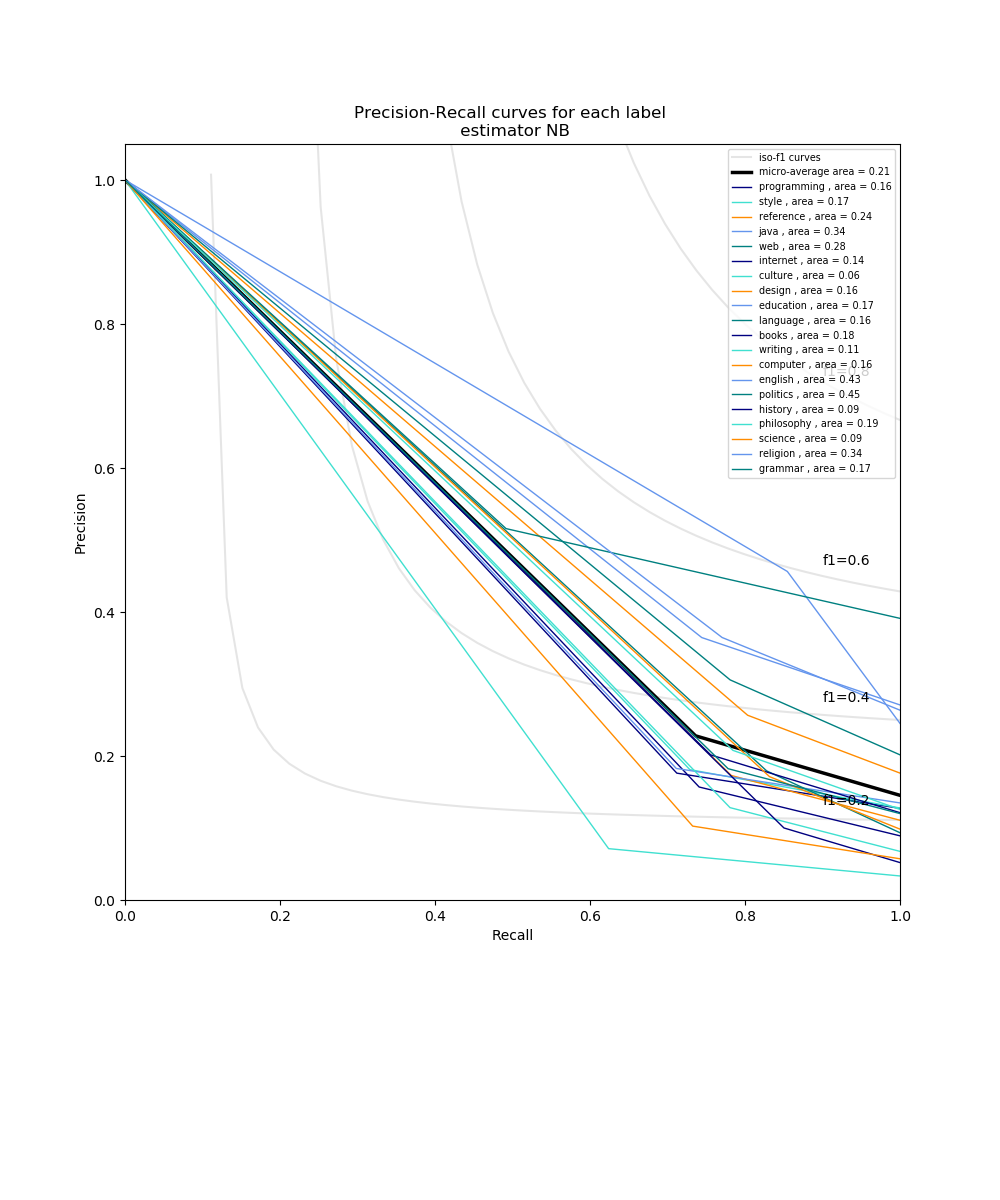 Precision-Recall curves for each label
estimator NB
iso-f1 curves
micro-average area = 0.21
programming , area = 0.16
style , area = 0.17
reference , area = 0.24
java , area = 0.34
web , area = 0.28
internet , area = 0.14
culture , area = 0.06
design , area = 0.16
education , area = 0.17
language , area = 0.16
books , area = 0.18
writing , area = 0.11
computer , area = 0.16
english , area = 0.43
politics , area = 0.45
history , area = 0.09
philosophy , area = 0.19
science , area = 0.09
religion , area = 0.34
grammar , area = 0.17
f1=0.8
f1=0.6
f1=0.4
f1=0.2
Precision
1.0
0.8
0.6
0.4
0.2
0.0
0.0 0.2 0.4 0.6 0.8 1.0
Recall